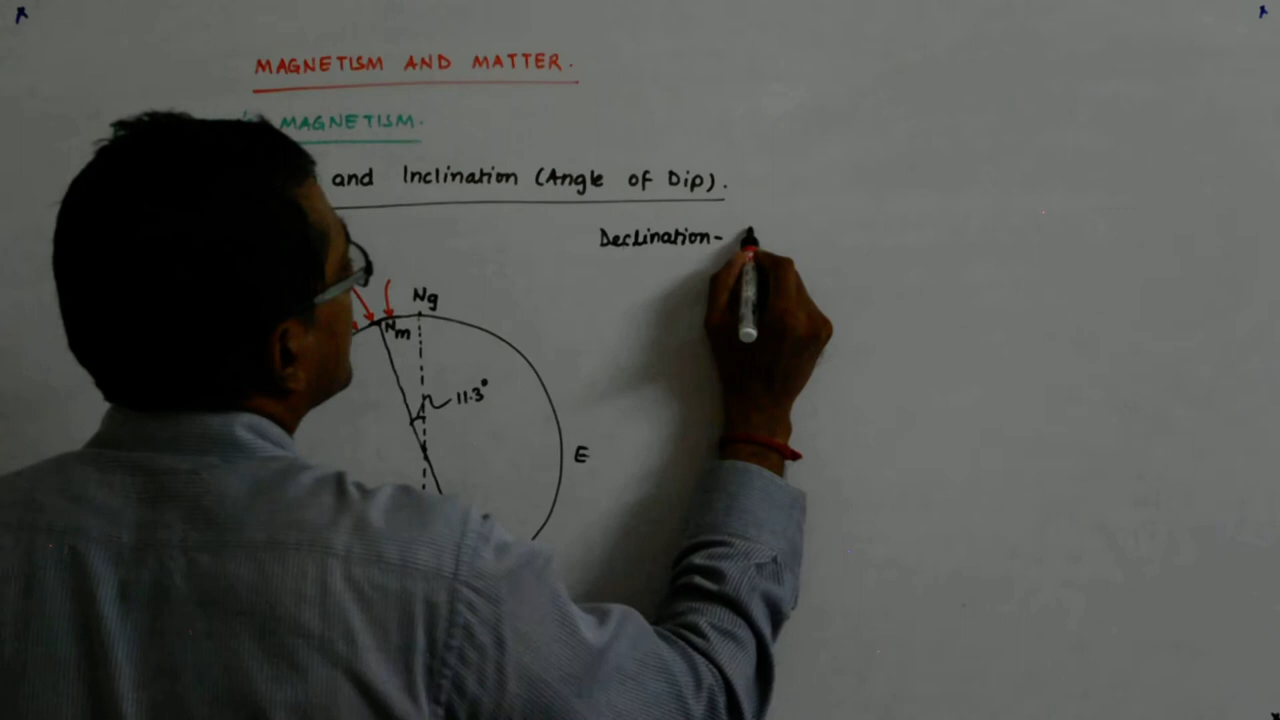 MAGNETISM AND MATTER.
MAGNETISM.
and Inclination (Angle of Dip).
Declination-
Ng
Nm
11.3°
E